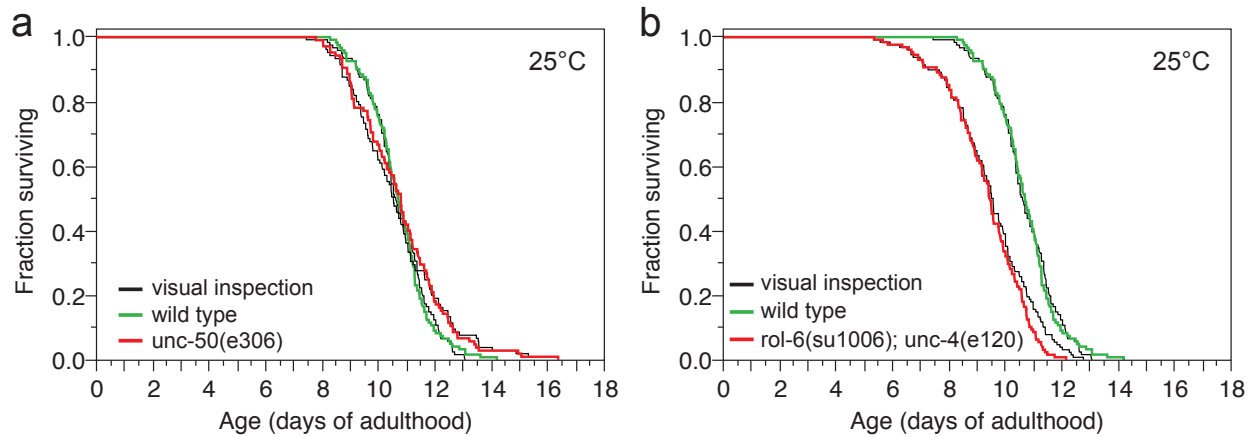 a
25°C
Fraction surviving
1.0
0.8
0.6
0.4
0.2
0.0
visual inspection
wild type
unc-50(e306)
0 2 4 6 8 10 12 14 16 18
Age (days of adulthood)
b
25°C
Fraction surviving
1.0
0.8
0.6
0.4
0.2
0.0
visual inspection
wild type
rol-6(su1006); unc-4(e120)
0 2 4 6 8 10 12 14 16 18
Age (days of adulthood)